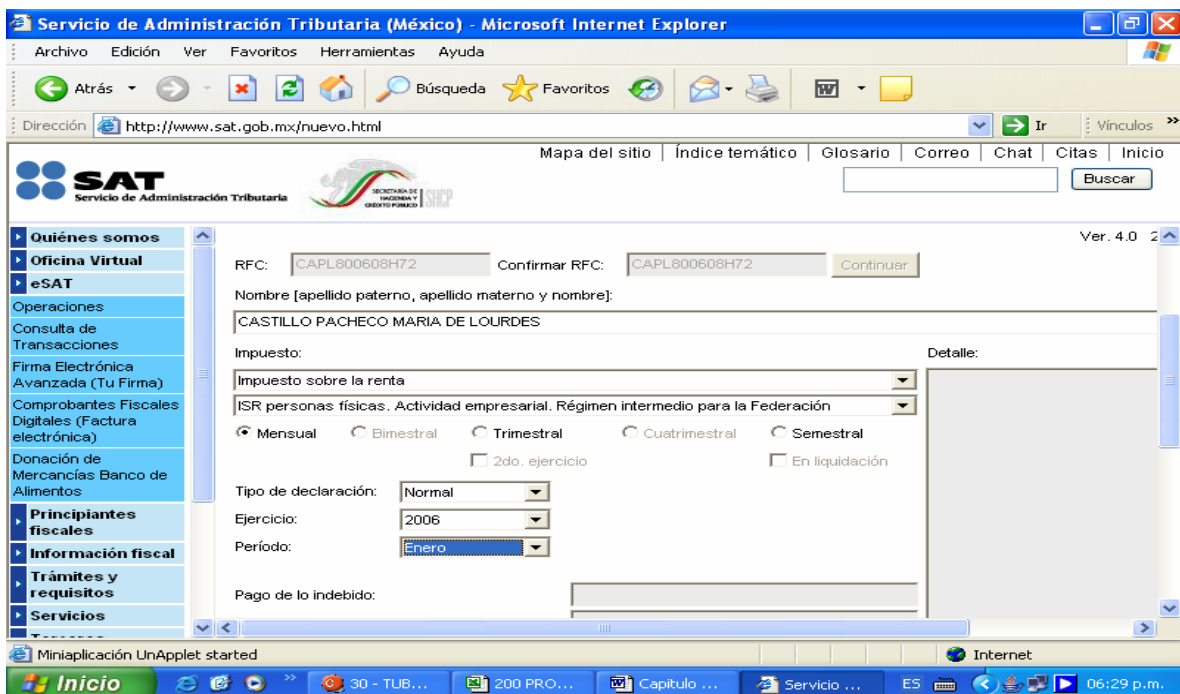 Servicio de Administración Tributaria (México) - Microsoft Internet Explorer
Archivo Edición Ver Favoritos Herramientas Ayuda
Atrás Búsqueda Favoritos
Dirección http://www.sat.gob.mx/nuevo.html Ir Vínculos »
Mapa del sitio | Índice temático | Glosario | Correo | Chat | Citas | Inicio
Buscar
SAT
Servicio de Administración Tributaria
SECRETARIA DE
HACIENDA Y
CREDITO PUBLICO
SHCP
Quiénes somos
Oficina Virtual
eSAT
Operaciones
Consulta de
Transacciones
Firma Electrónica
Avanzada (Tu Firma)
Comprobantes Fiscales
Digitales (Factura
electrónica)
Donación de
Mercancías Banco de
Alimentos
Principiantes
fiscales
Información fiscal
Trámites y
requisitos
Servicios
Ver. 4.0
RFC: CAPL800608H72 Confirmar RFC: CAPL800608H72 Continuar
Nombre [apellido paterno, apellido materno y nombre]:
CASTILLO PACHECO MARIA DE LOURDES
Impuesto: Detalle:
Impuesto sobre la renta
ISR personas físicas. Actividad empresarial. Régimen intermedio para la Federación
Mensual Bimestral Trimestral Cuatrimestral Semestral
2do. ejercicio En liquidación
Tipo de declaración: Normal
Ejercicio: 2006
Período: Enero
Pago de lo indebido:
Miniaplicación UnApplet started Internet
Inicio » 30 - TUB... 200 PRO... Capitulo ... Servicio ... ES 06:29 p.m.